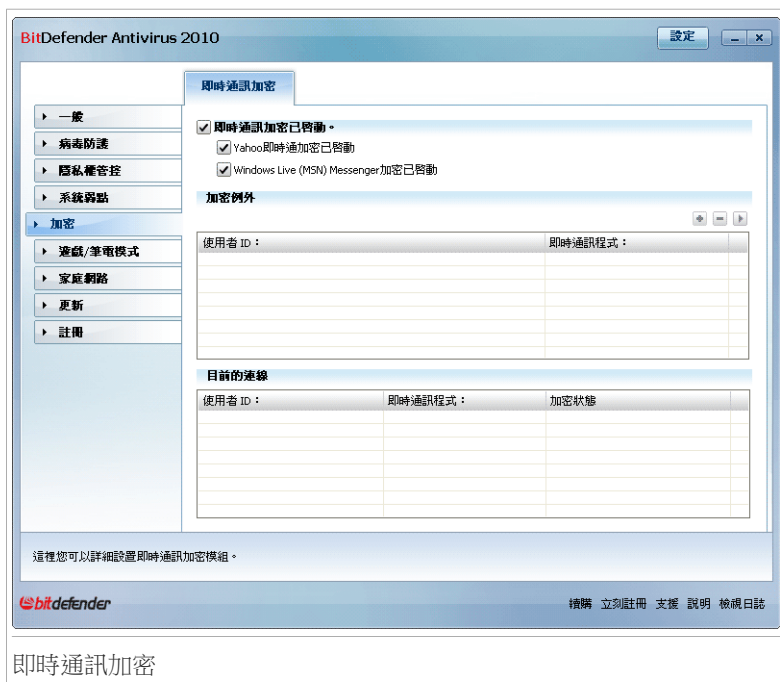 BitDefender Antivirus 2010
設定
即時通訊加密
一般
病毒防護
隱私權管控
系統弱點
加密
遊戲/筆電模式
家庭網路
更新
註冊
即時通訊加密已啓動。
Yahoo即時通加密已啓動
Windows Live (MSN) Messenger加密已啓動
加密例外
使用者 ID： 即時通訊程式：
目前的連線
使用者 ID： 即時通訊程式： 加密狀態
這裡您可以詳細設置即時通訊加密模組。
bitdefender
續購 立刻註冊 支援 說明 檢視日誌
即時通訊加密